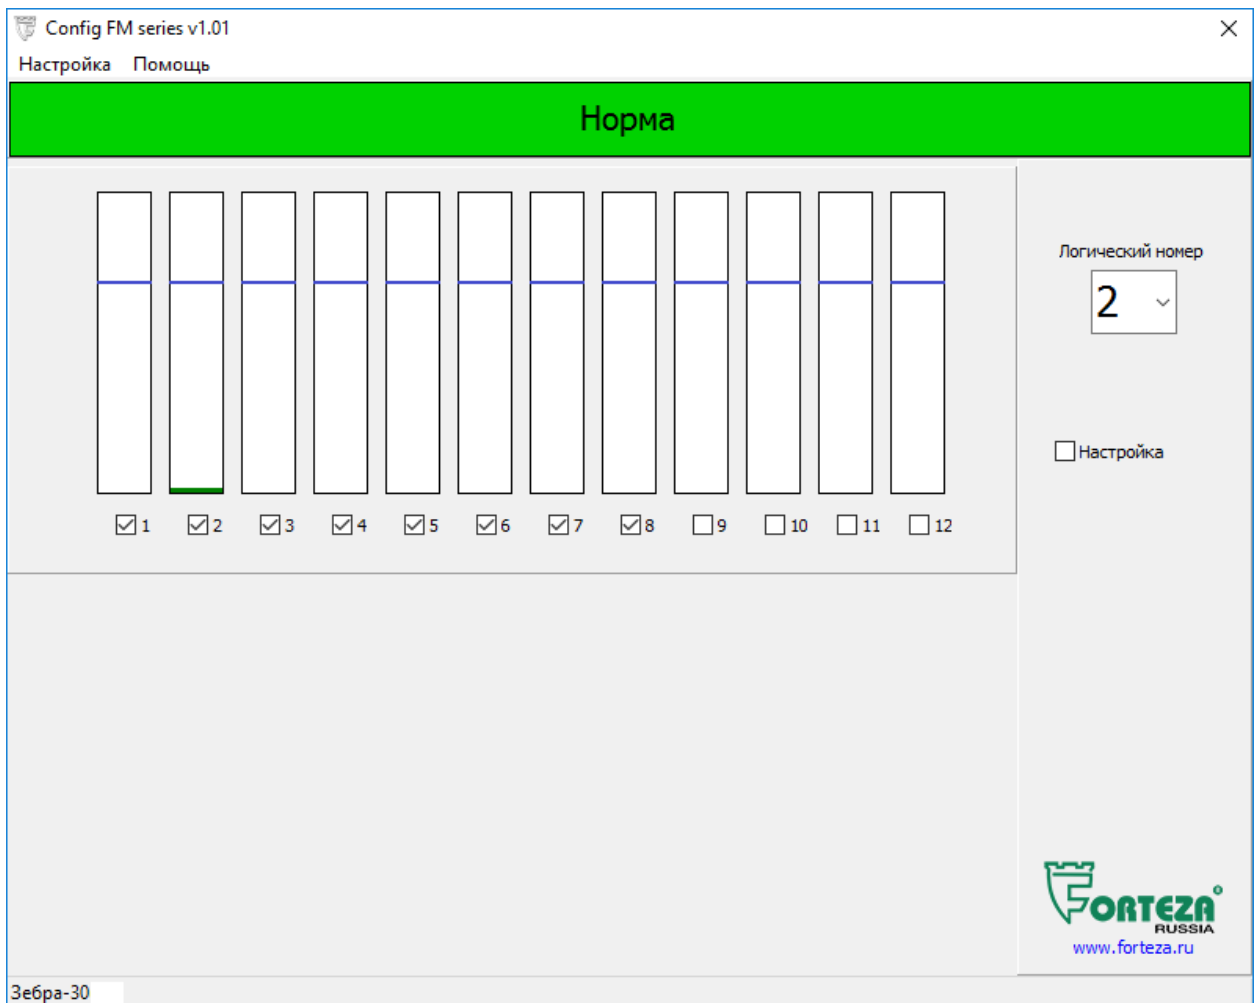 Config FM series v1.01
Настройка Помощь
Норма
Логический номер
2
Настройка
1 2 3 4 5 6 7 8 9 10 11 12
FORTEZA®
RUSSIA
www.forteza.ru
Зебра-30